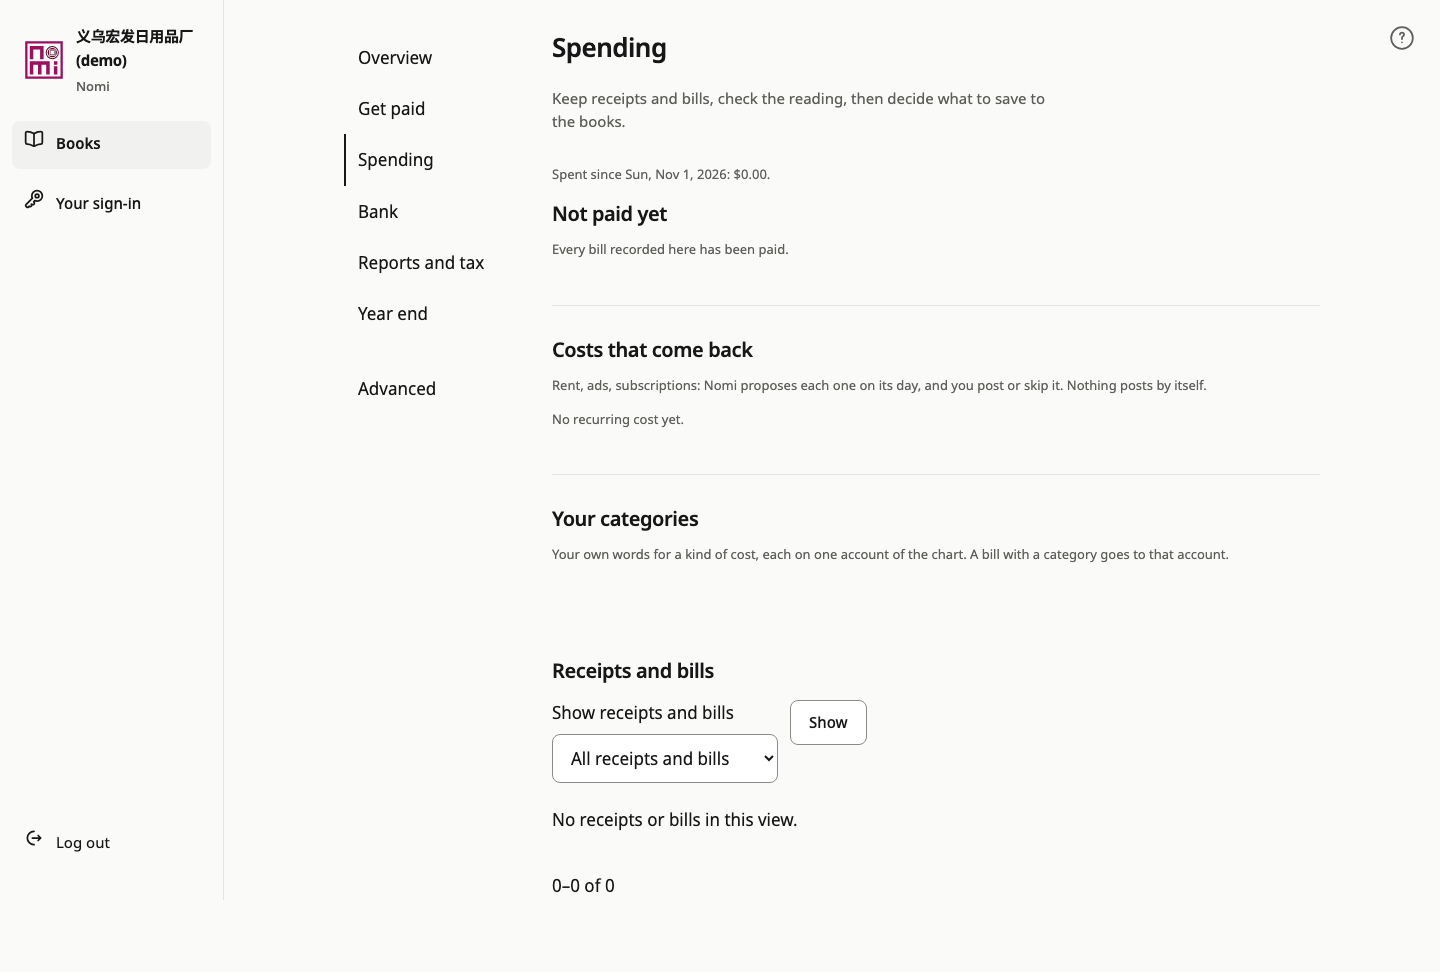 义乌宏发日用品厂
(demo)
Nomi
Books
Your sign-in
Log out
Overview
Get paid
Spending
Bank
Reports and tax
Year end
Advanced
Spending
Keep receipts and bills, check the reading, then decide what to save to
the books.
Spent since Sun, Nov 1, 2026: $0.00.
Not paid yet
Every bill recorded here has been paid.
Costs that come back
Rent, ads, subscriptions: Nomi proposes each one on its day, and you post or skip it. Nothing posts by itself.
No recurring cost yet.
Your categories
Your own words for a kind of cost, each on one account of the chart. A bill with a category goes to that account.
Receipts and bills
Show receipts and bills
Show
All receipts and bills
No receipts or bills in this view.
0–0 of 0